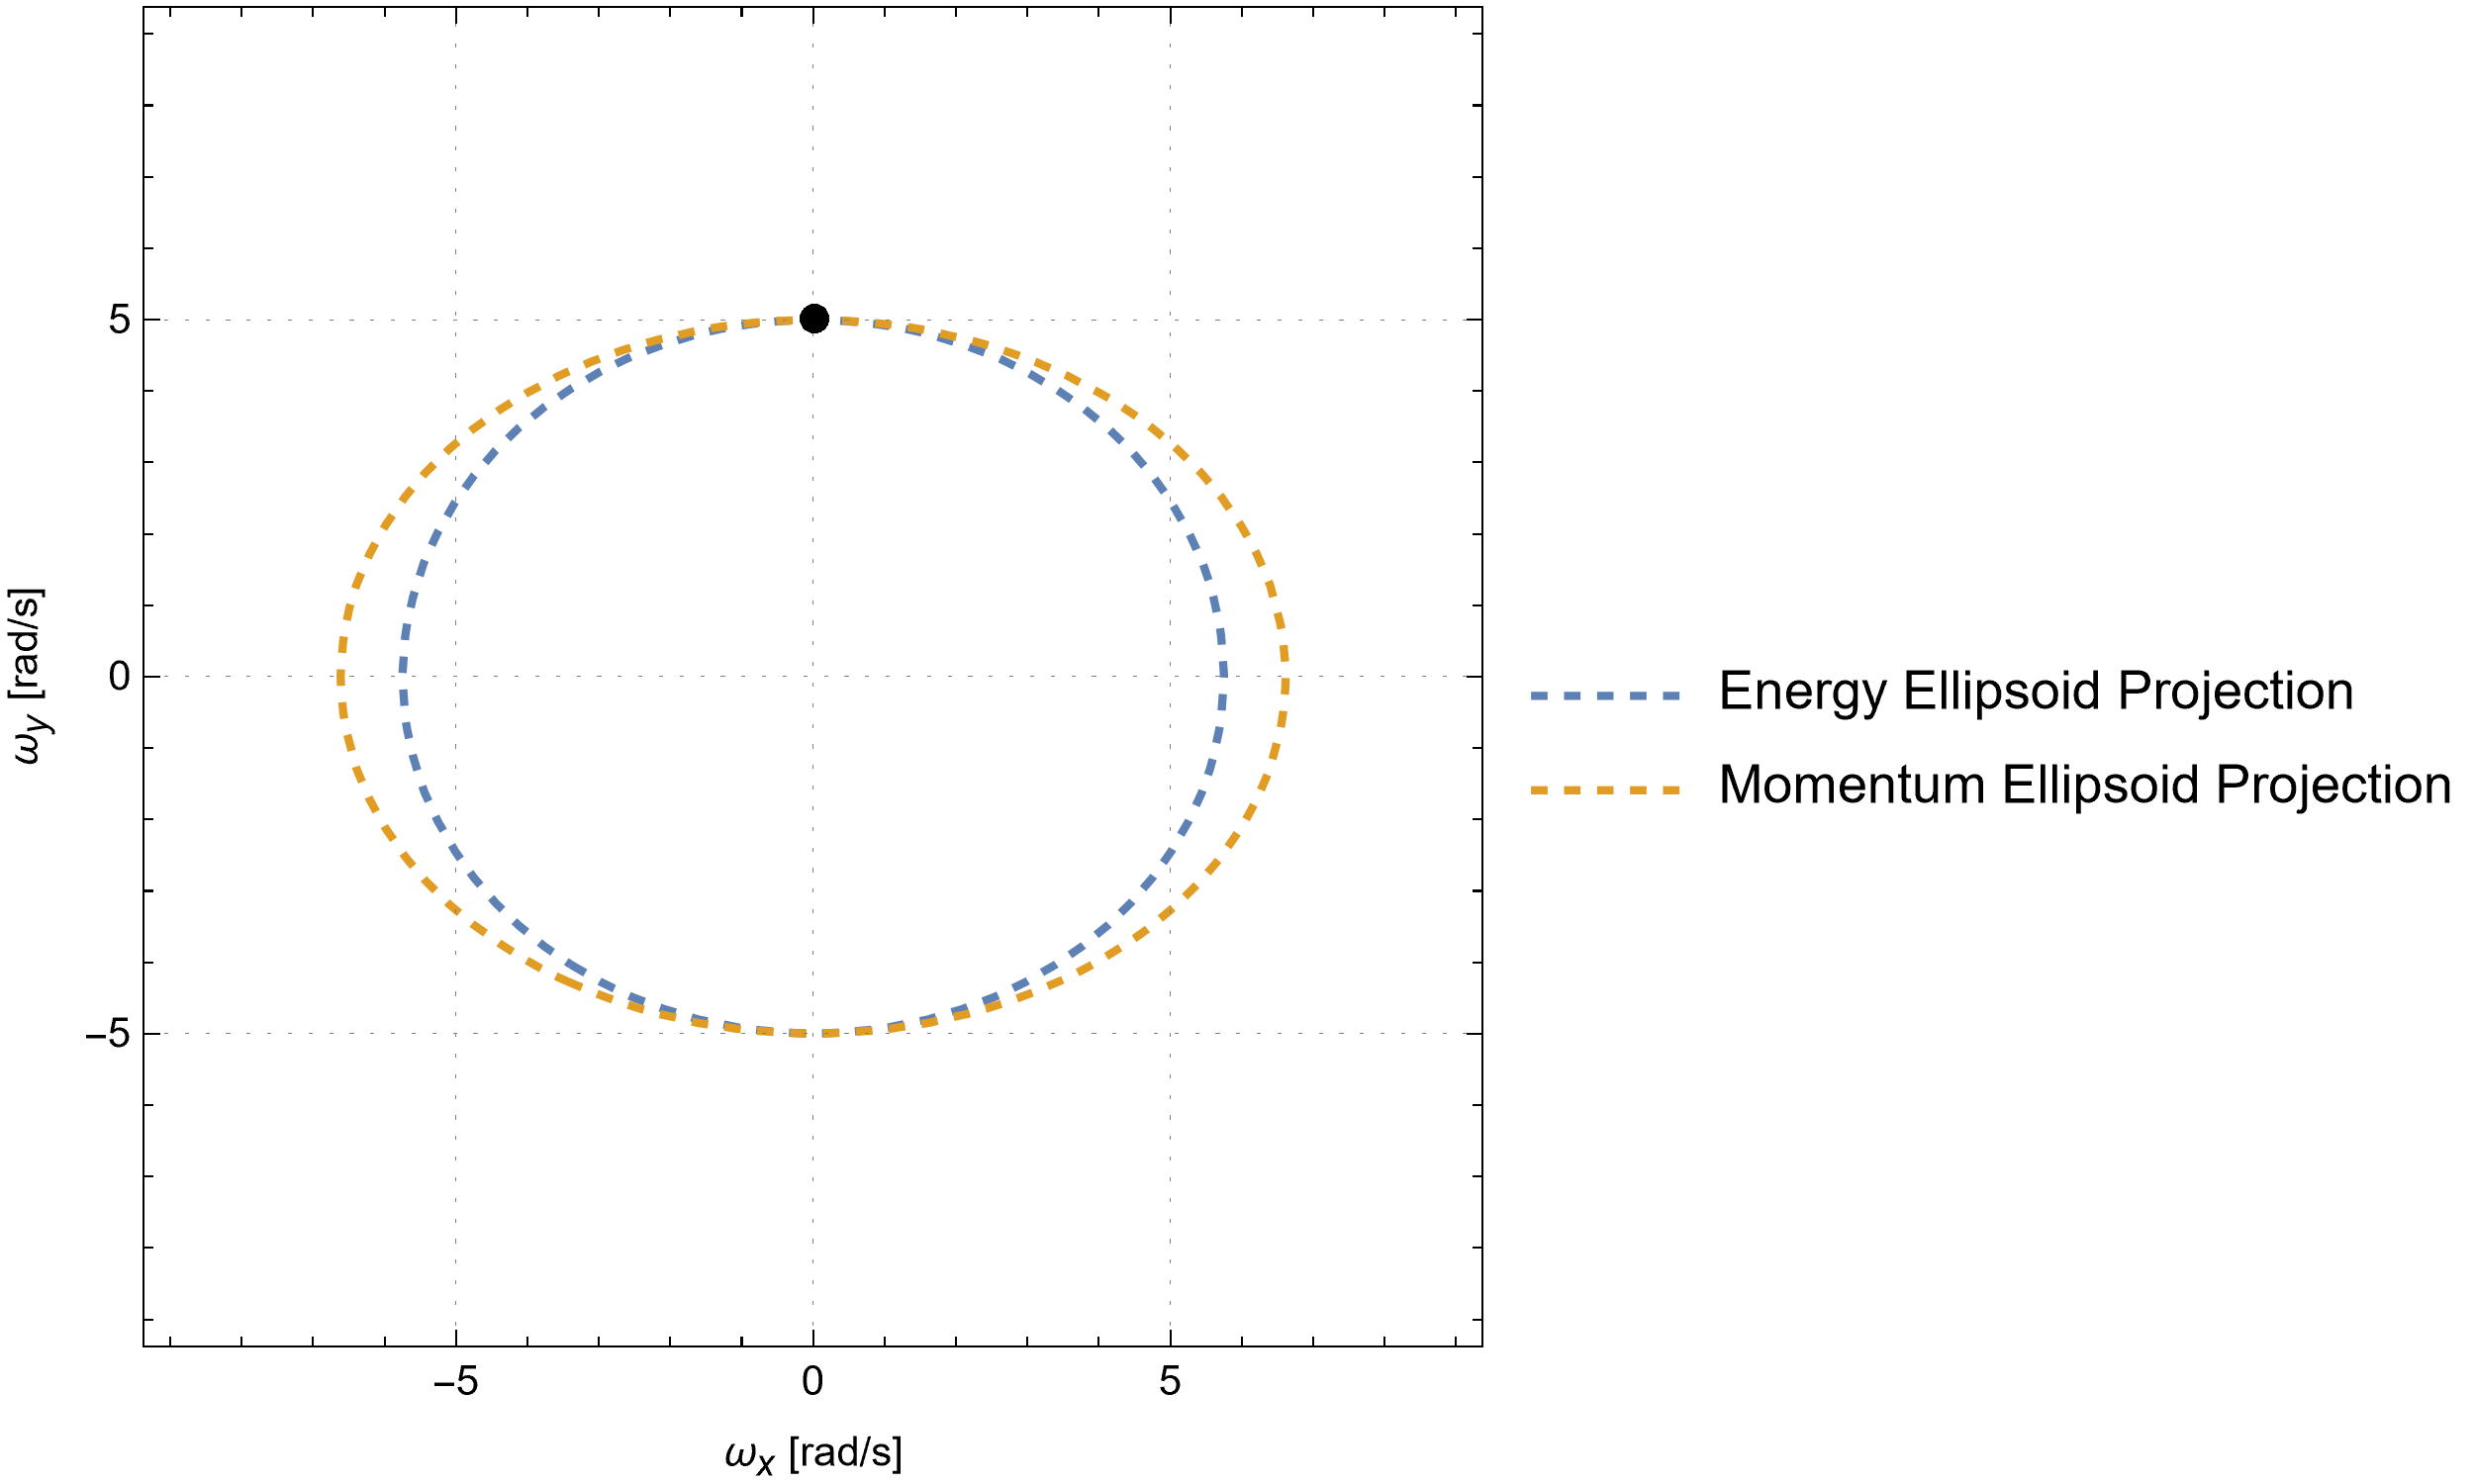 5
0
−5
−5
0
5
ωy [rad/s]
ωx [rad/s]
Energy Ellipsoid Projection
Momentum Ellipsoid Projection